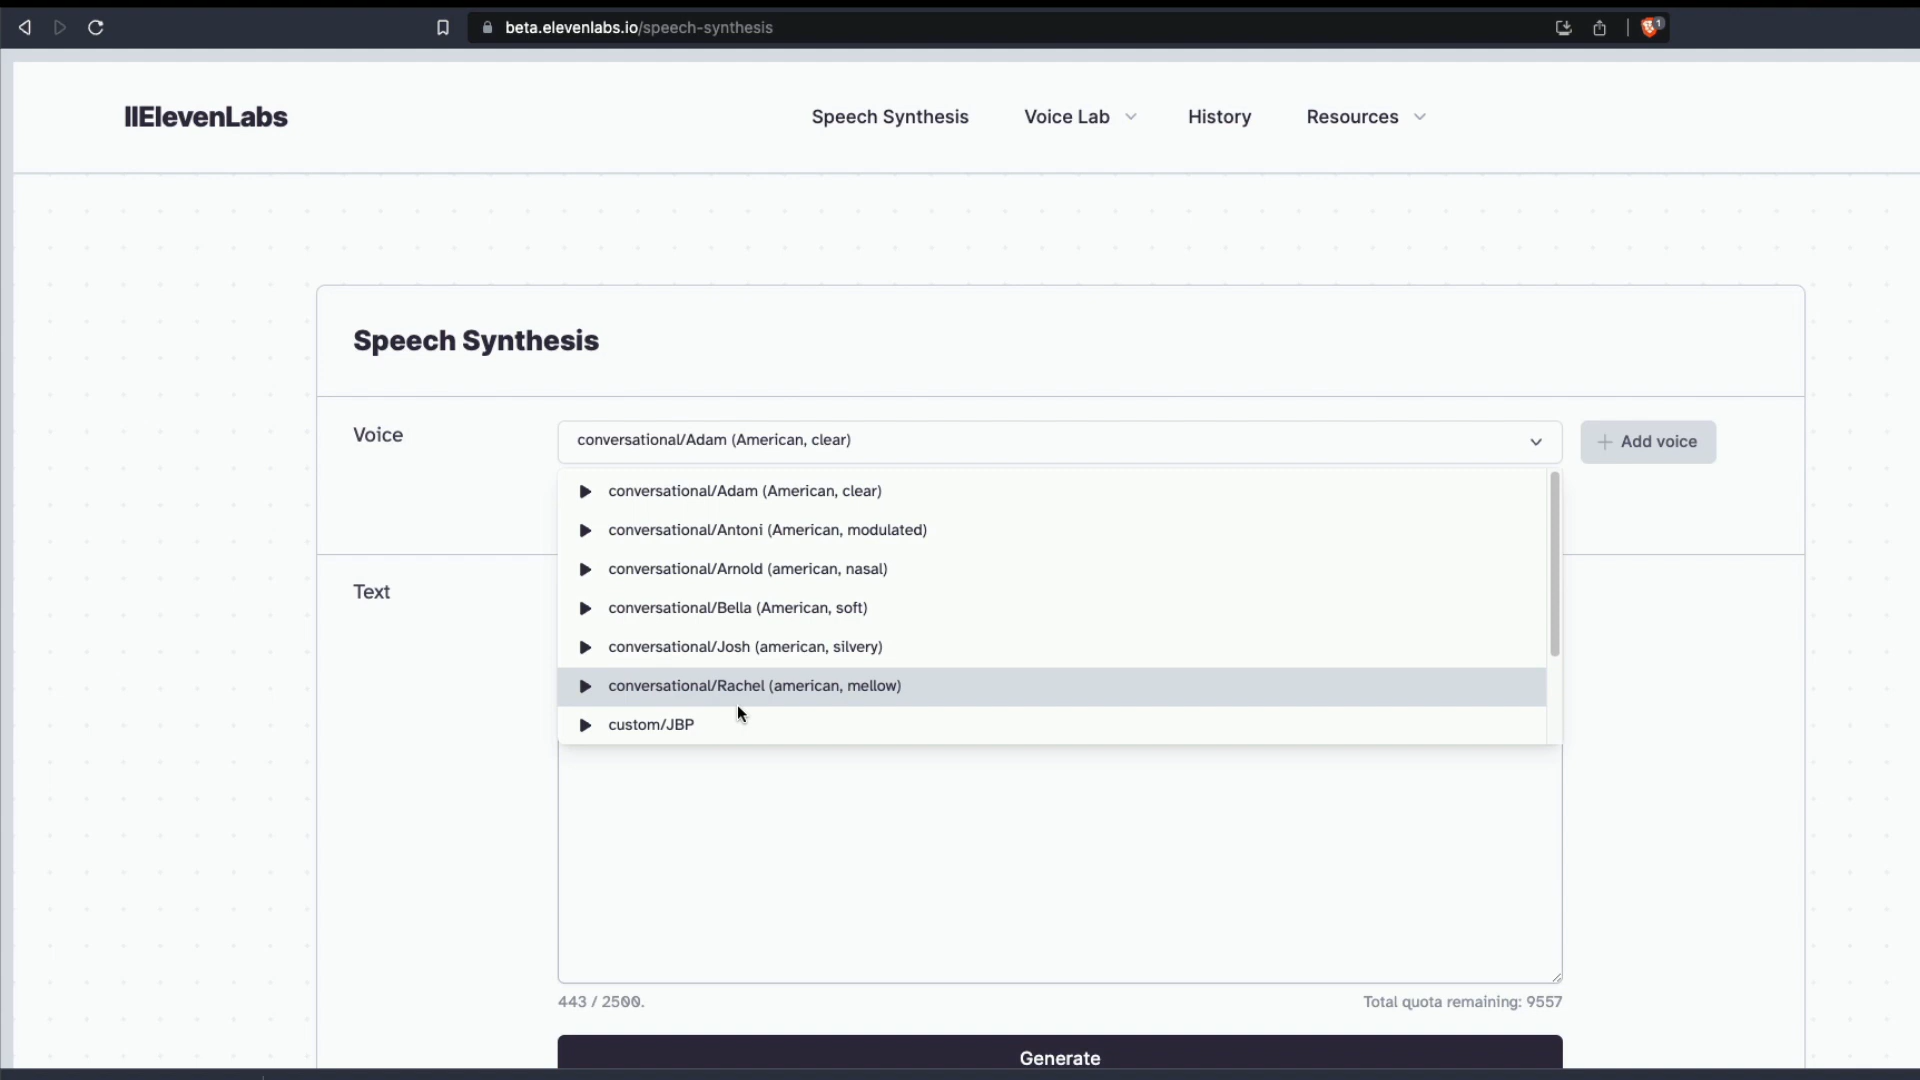 beta.elevenlabs.io/speech-synthesis
1
IIElevenLabs
Speech Synthesis
Voice Lab
History
Resources
Speech Synthesis
Voice
conversational/Adam (American, clear)
Add voice
conversational/Adam (American, clear)
conversational/Antoni (American, modulated)
conversational/Arnold (american, nasal)
conversational/Bella (American, soft)
conversational/Josh (american, silvery)
conversational/Rachel (american, mellow)
custom/JBP
Text
443 / 2500.
Total quota remaining: 9557
Generate